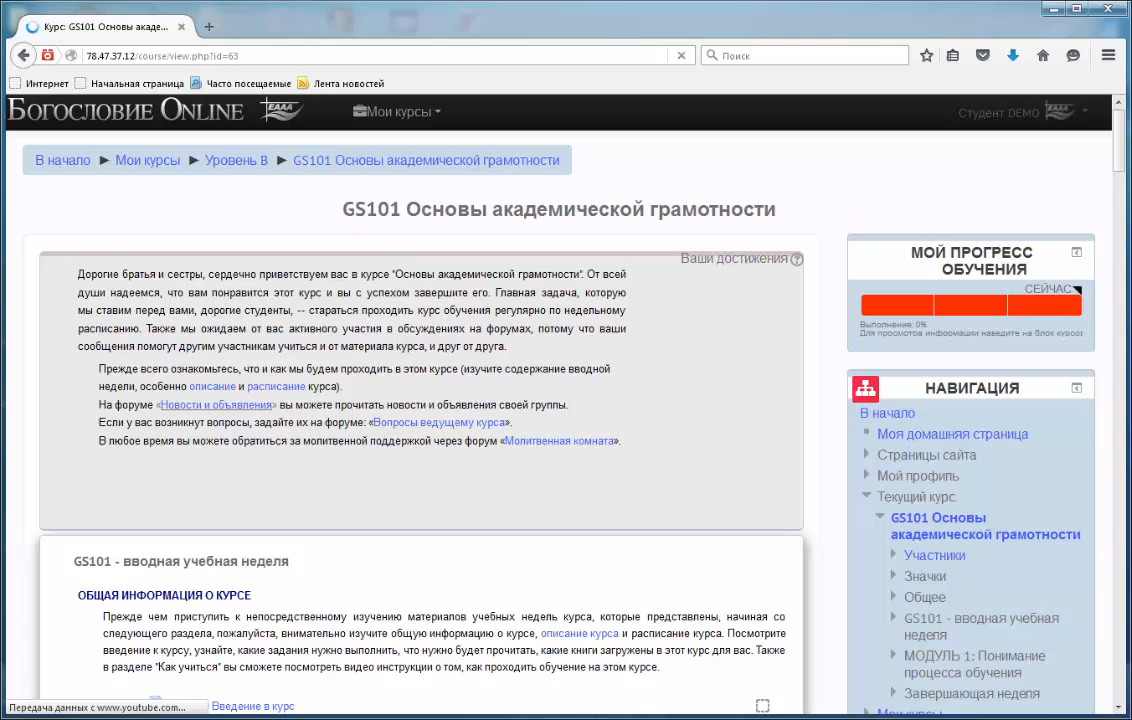 Курс: GS101 Основы акаде...
78.47.37.12/course/view.php?id=63
Поиск
Интернет
Начальная страница
Часто посещаемые
Лента новостей
Богословие Online
ЕААА
Мои курсы
Студент DEMO
В начало ► Мои курсы ► Уровень В ► GS101 Основы академической грамотности
GS101 Основы академической грамотности
Ваши достижения
Дорогие братья и сестры, сердечно приветствуем вас в курсе "Основы академической грамотности". От всей
души надеемся, что вам понравится этот курс и вы с успехом завершите его. Главная задача, которую
мы ставим перед вами, дорогие студенты, -- стараться проходить курс обучения регулярно по недельному
расписанию. Также мы ожидаем от вас активного участия в обсуждениях на форумах, потому что ваши
сообщения помогут другим участникам учиться и от материала курса, и друг от друга.
Прежде всего ознакомьтесь, что и как мы будем проходить в этом курсе (изучите содержание вводной
недели, особенно описание и расписание курса).
На форуме «Новости и объявления» вы можете прочитать новости и объявления своей группы.
Если у вас возникнут вопросы, задайте их на форуме: «Вопросы ведущему курса».
В любое время вы можете обратиться за молитвенной поддержкой через форум «Молитвенная комната».
GS101 - вводная учебная неделя
ОБЩАЯ ИНФОРМАЦИЯ О КУРСЕ
Прежде чем приступить к непосредственному изучению материалов учебных недель курса, которые представлены, начиная со
следующего раздела, пожалуйста, внимательно изучите общую информацию о курсе, описание курса и расписание курса. Посмотрите
введение к курсу, узнайте, какие задания нужно выполнить, что нужно будет прочитать, какие книги загружены в этот курс для вас. Также
в разделе "Как учиться" вы сможете посмотреть видео инструкции о том, как проходить обучение на этом курсе.
Введение в курс
Передача данных с www.youtube.com...
МОЙ ПРОГРЕСС
ОБУЧЕНИЯ
СЕЙЧАС
Выполнение: 0%
Для просмотра информации наведите на блок курсор
НАВИГАЦИЯ
В начало
Моя домашняя страница
Страницы сайта
Мой профиль
Текущий курс
GS101 Основы
академической грамотности
Участники
Значки
Общее
GS101 - вводная учебная
неделя
МОДУЛЬ 1: Понимание
процесса обучения
Завершающая неделя
Мои курсы